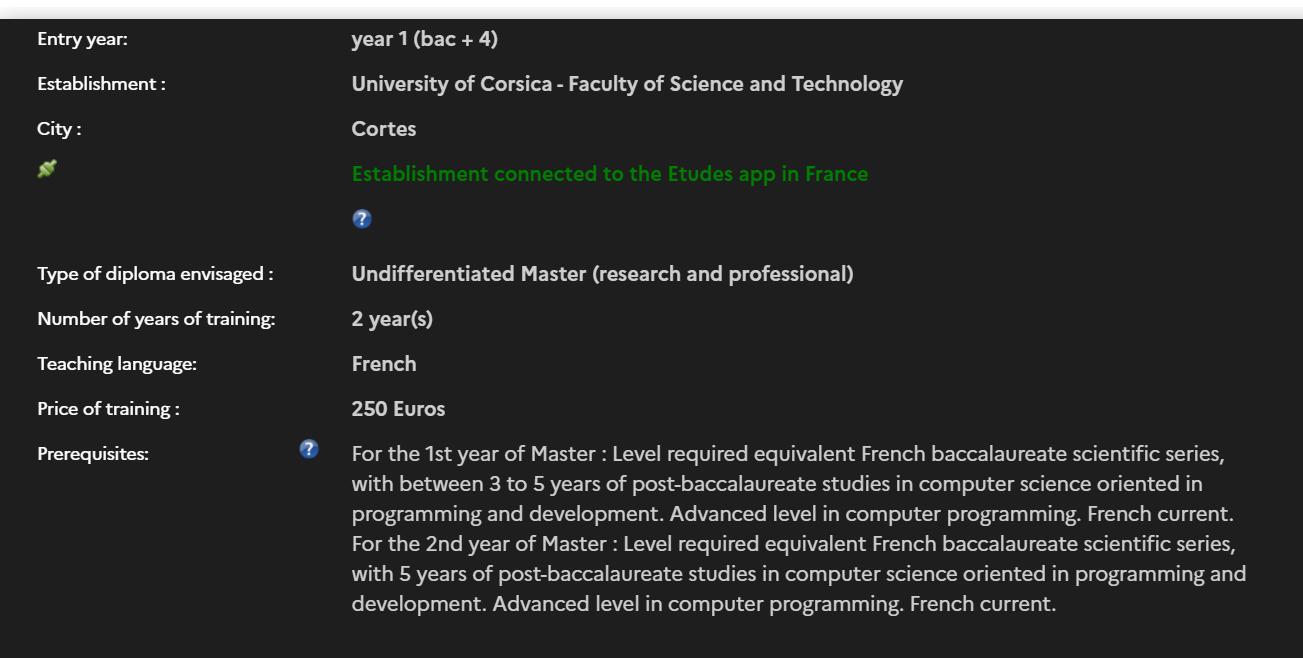 Entry year: year 1 (bac + 4)
Establishment : University of Corsica - Faculty of Science and Technology
City : Cortes
Establishment connected to the Etudes app in France
?
Type of diploma envisaged : Undifferentiated Master (research and professional)
Number of years of training: 2 year(s)
Teaching language: French
Price of training : 250 Euros
Prerequisites: ? For the 1st year of Master : Level required equivalent French baccalaureate scientific series,
with between 3 to 5 years of post-baccalaureate studies in computer science oriented in
programming and development. Advanced level in computer programming. French current.
For the 2nd year of Master : Level required equivalent French baccalaureate scientific series,
with 5 years of post-baccalaureate studies in computer science oriented in programming and
development. Advanced level in computer programming. French current.